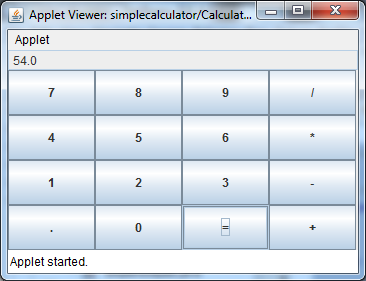 Applet Viewer: simplecalculator/Calculat...
Applet
54.0
7 8 9 /
4 5 6 *
1 2 3 -
. 0 = +
Applet started.